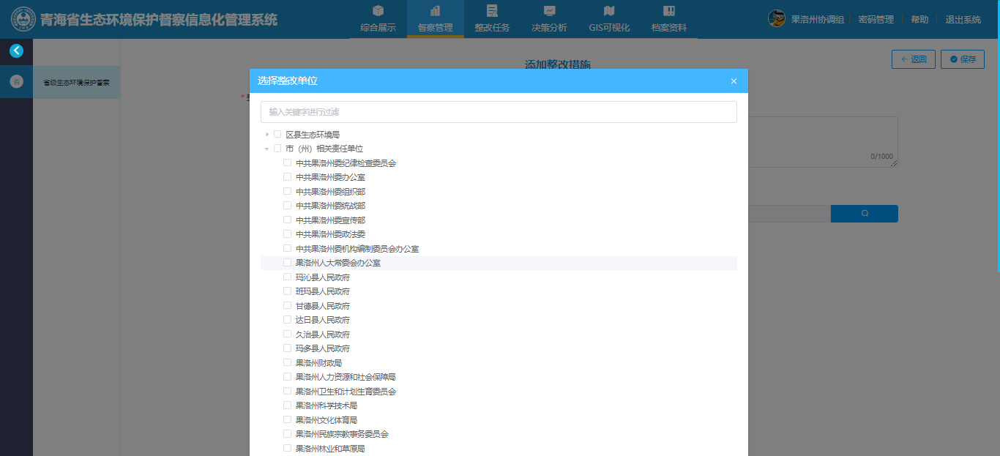 青海省生态环境保护督察信息化管理系统
综合展示
督察管理
整改任务
决策分析
GIS可视化
档案资料
果洛州协调组
密码管理
帮助
退出系统
省
省级生态环境保护督察
添加整改措施
返回
保存
选择整改单位
*
输入关键字进行过滤
区县生态环境局
市（州）相关责任单位
中共果洛州委纪律检查委员会
中共果洛州委办公室
中共果洛州委组织部
中共果洛州委统战部
中共果洛州委宣传部
中共果洛州委政法委
中共果洛州委机构编制委员会办公室
果洛州人大常委会办公室
玛沁县人民政府
班玛县人民政府
甘德县人民政府
达日县人民政府
久治县人民政府
玛多县人民政府
果洛州财政局
果洛州人力资源和社会保障局
果洛州卫生和计划生育委员会
果洛州科学技术局
果洛州文化体育局
果洛州民族宗教事务委员会
果洛州林业和草原局
0/1000